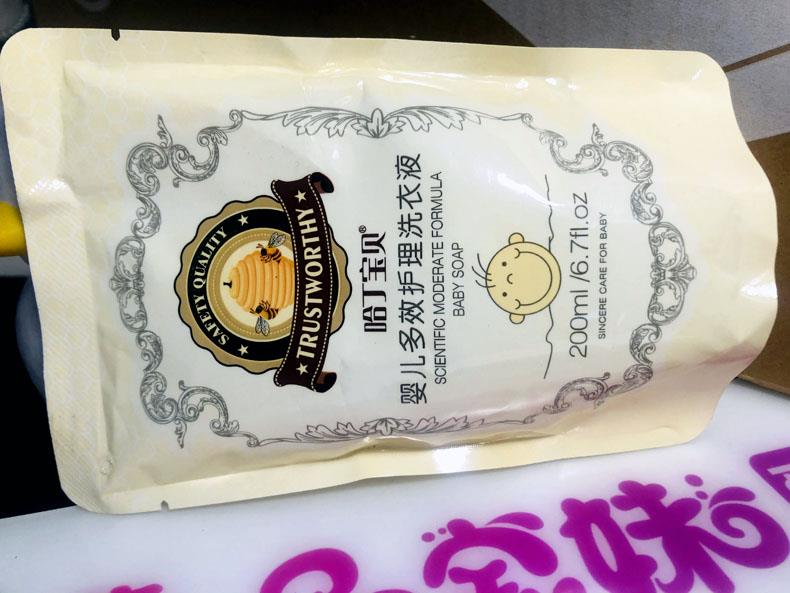 SAFETY QUALITY
TRUSTWORTHY
哈丁宝贝®
婴儿多效护理洗衣液
SCIENTIFIC MODERATE FORMULA
BABY SOAP
200ml/6.7fl.oz
SINCERE CARE FOR BABY
味